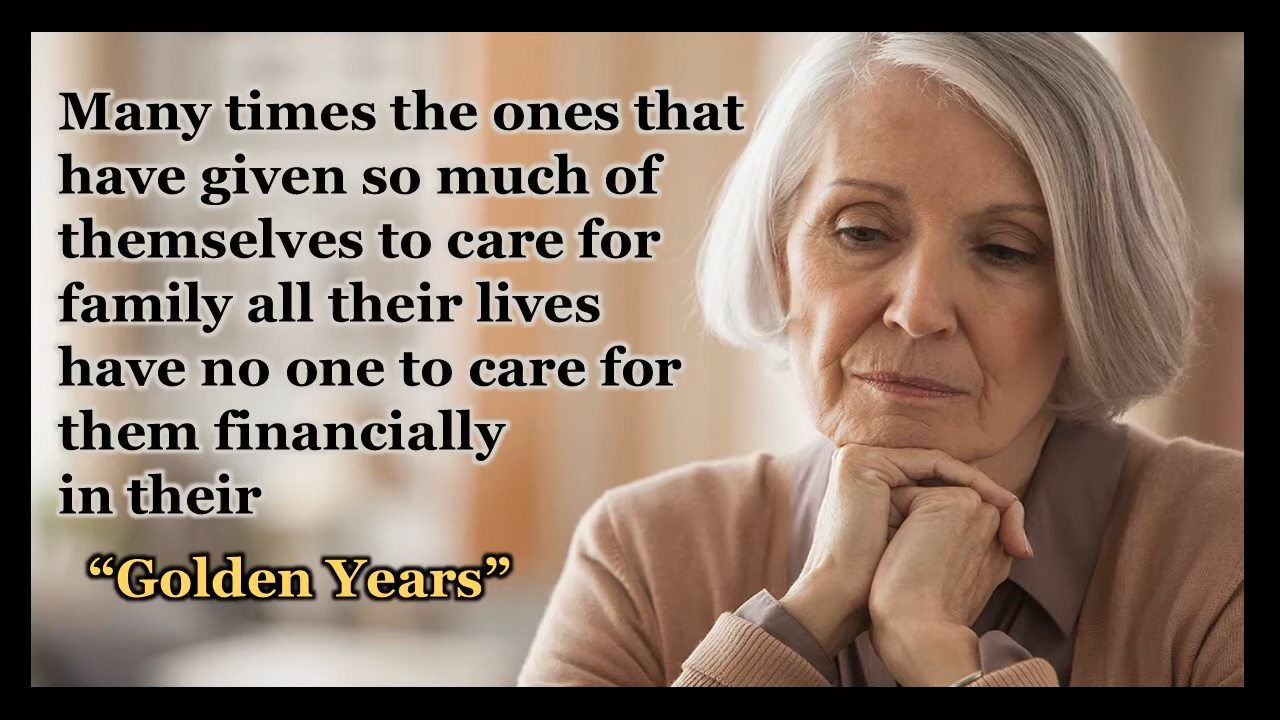 Many times the ones that
have given so much of
themselves to care for
family all their lives
have no one to care for
them financially
in their
“Golden Years”